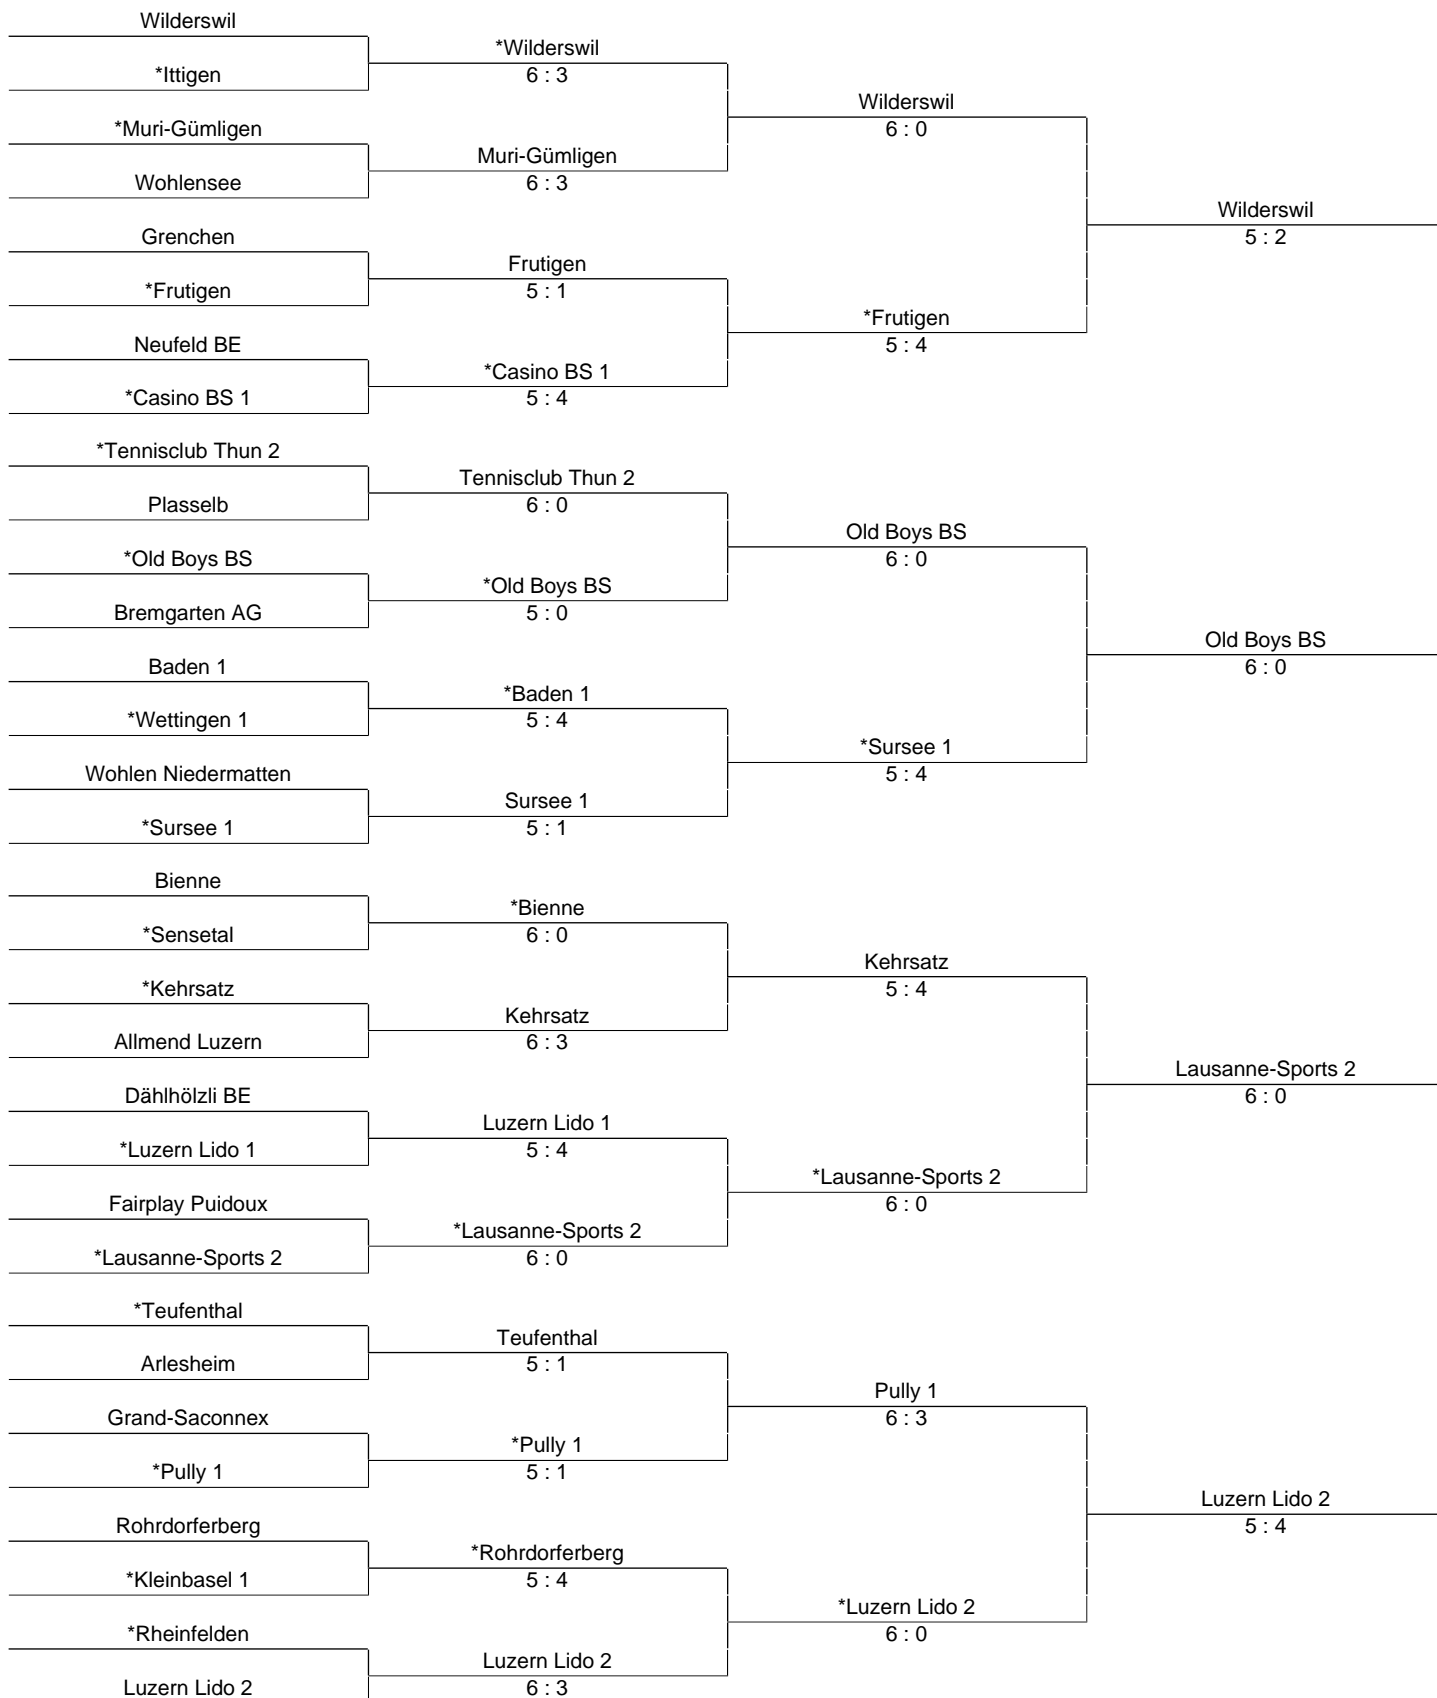 Wilderswil
*Ittigen
*Muri-Gümligen
Wohlensee
Grenchen
*Frutigen
Neufeld BE
*Casino BS 1
*Tennisclub Thun 2
Plasselb
*Old Boys BS
Bremgarten AG
Baden 1
*Wettingen 1
Wohlen Niedermatten
*Sursee 1
Bienne
*Sensetal
*Kehrsatz
Allmend Luzern
Dählhölzli BE
*Luzern Lido 1
Fairplay Puidoux
*Lausanne-Sports 2
*Teufenthal
Arlesheim
Grand-Saconnex
*Pully 1
Rohrdorferberg
*Kleinbasel 1
*Rheinfelden
Luzern Lido 2
*Wilderswil
6 : 3
Muri-Gümligen
6 : 3
Frutigen
5 : 1
*Casino BS 1
5 : 4
Tennisclub Thun 2
6 : 0
*Old Boys BS
5 : 0
*Baden 1
5 : 4
Sursee 1
5 : 1
*Bienne
6 : 0
Kehrsatz
6 : 3
Luzern Lido 1
5 : 4
*Lausanne-Sports 2
6 : 0
Teufenthal
5 : 1
*Pully 1
5 : 1
*Rohrdorferberg
5 : 4
Luzern Lido 2
6 : 3
Wilderswil
6 : 0
*Frutigen
5 : 4
Old Boys BS
6 : 0
*Sursee 1
5 : 4
Kehrsatz
5 : 4
*Lausanne-Sports 2
6 : 0
Pully 1
6 : 3
*Luzern Lido 2
6 : 0
Wilderswil
5 : 2
Old Boys BS
6 : 0
Lausanne-Sports 2
6 : 0
Luzern Lido 2
5 : 4